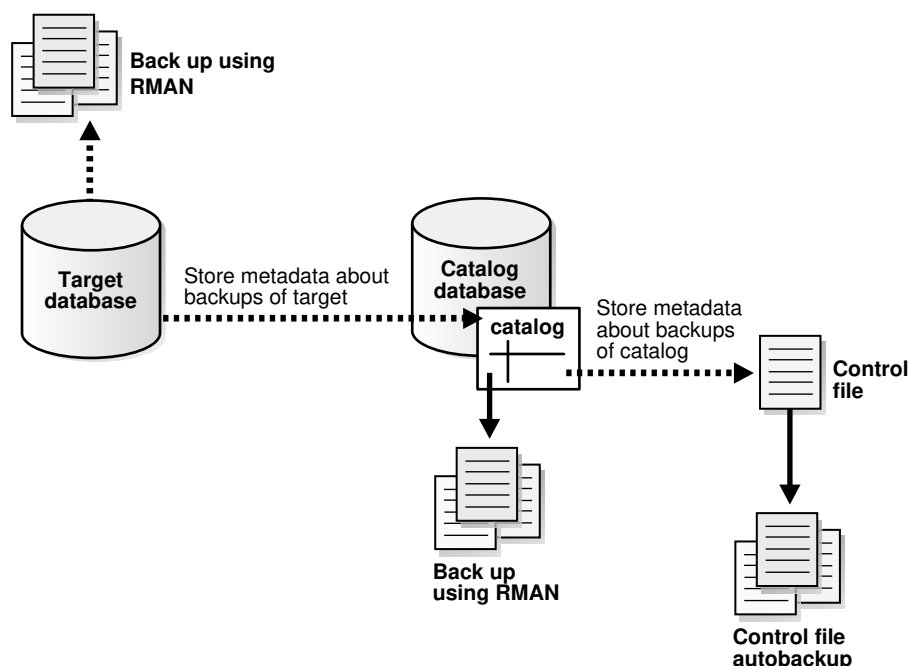 Back up using
RMAN
Target
database
Store metadata about
backups of target
Catalog
database
catalog
Store metadata
about backups
of catalog
Control
file
Back up
using RMAN
Control file
autobackup